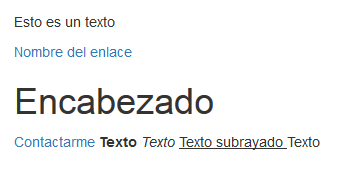 Esto es un texto
Nombre del enlace
Encabezado
Contactarme Texto Texto Texto subrayado Texto